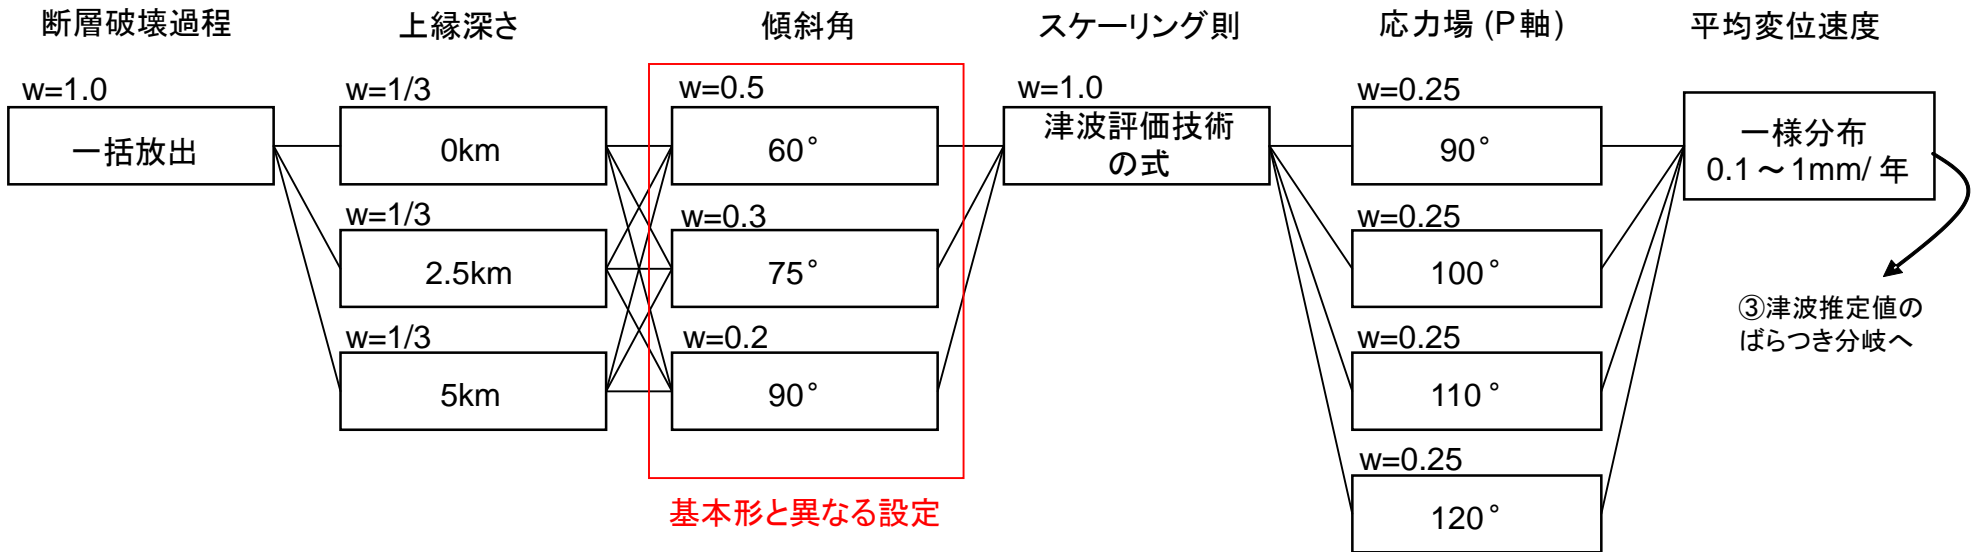 断層破壊過程
上縁深さ
傾斜角
スケーリング則
応力場 (P 軸)
平均変位速度
w=1.0
一括放出
w=1/3
0km
w=1/3
2.5km
w=1/3
5km
w=0.5
60°
w=0.3
75°
w=0.2
90°
基本形と異なる設定
w=1.0
津波評価技術
の式
w=0.25
90°
w=0.25
100°
w=0.25
110°
w=0.25
120°
一様分布
0.1～1mm/ 年
③津波推定値の
ばらつき分岐へ